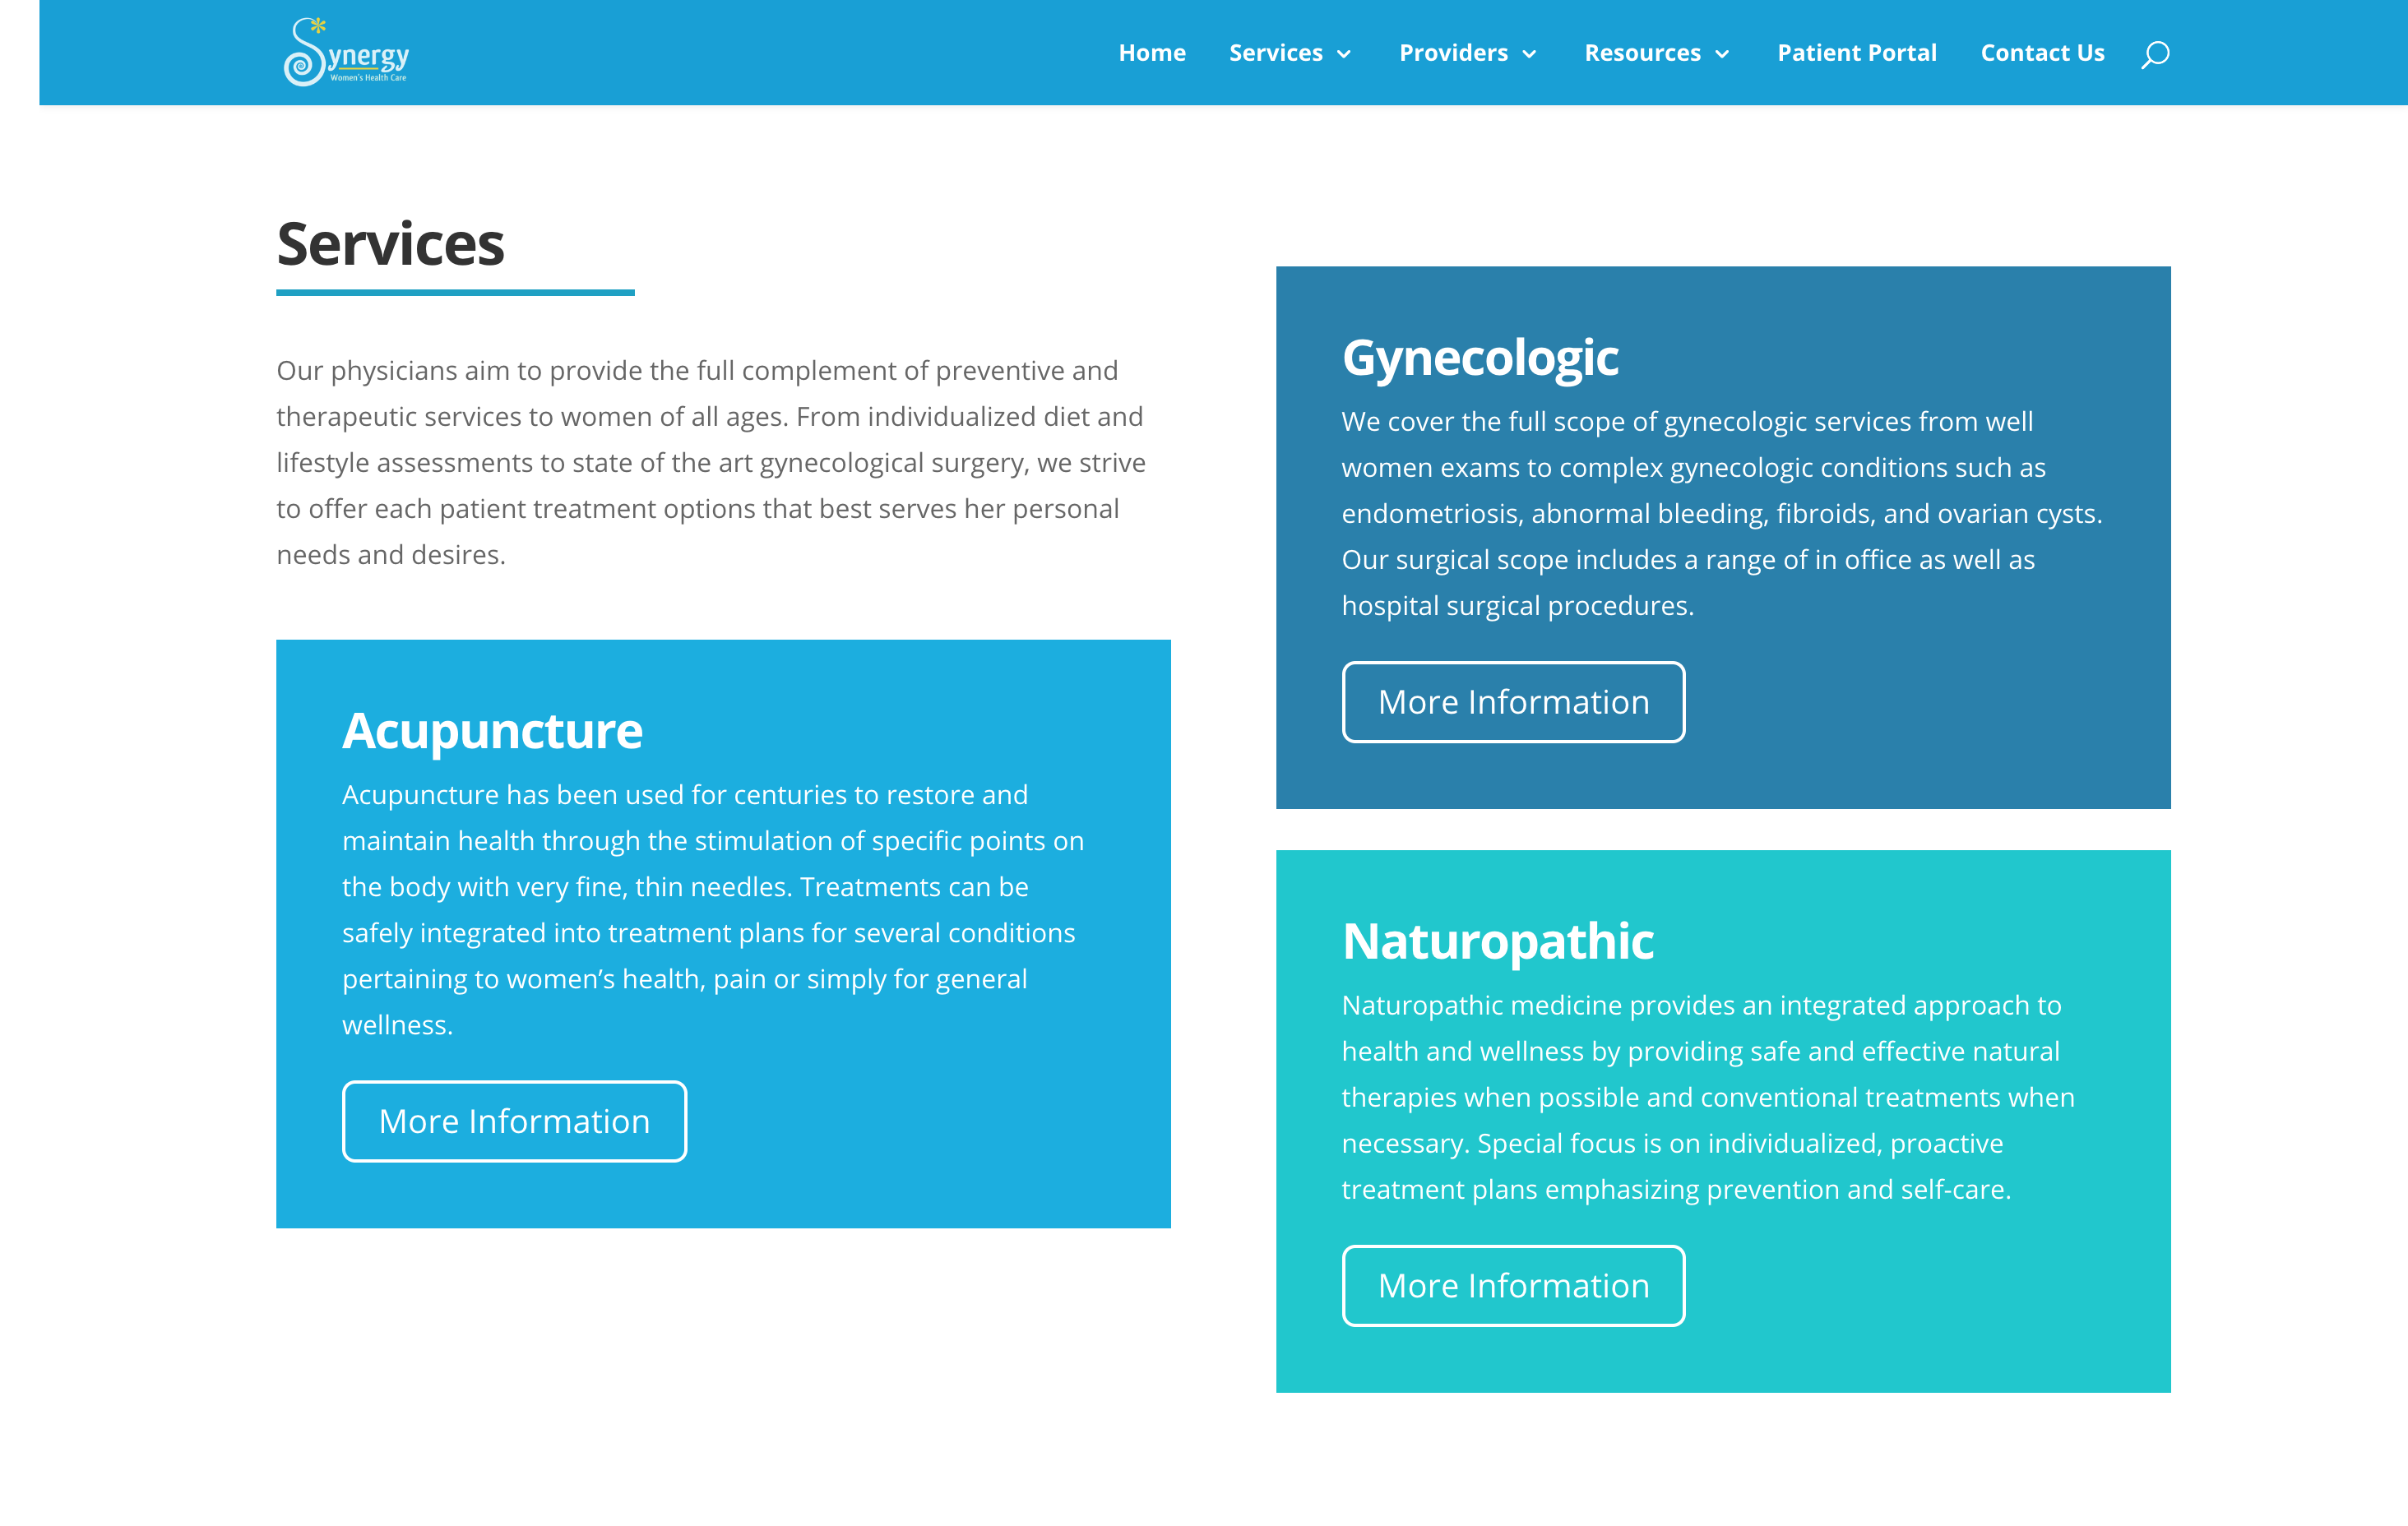 Synergy
Women's Health Care
Home Services Providers Resources Patient Portal Contact Us
Services
Our physicians aim to provide the full complement of preventive and
therapeutic services to women of all ages. From individualized diet and
lifestyle assessments to state of the art gynecological surgery, we strive
to offer each patient treatment options that best serves her personal
needs and desires.
Acupuncture
Acupuncture has been used for centuries to restore and
maintain health through the stimulation of specific points on
the body with very fine, thin needles. Treatments can be
safely integrated into treatment plans for several conditions
pertaining to women’s health, pain or simply for general
wellness.
More Information
Gynecologic
We cover the full scope of gynecologic services from well
women exams to complex gynecologic conditions such as
endometriosis, abnormal bleeding, fibroids, and ovarian cysts.
Our surgical scope includes a range of in office as well as
hospital surgical procedures.
More Information
Naturopathic
Naturopathic medicine provides an integrated approach to
health and wellness by providing safe and effective natural
therapies when possible and conventional treatments when
necessary. Special focus is on individualized, proactive
treatment plans emphasizing prevention and self-care.
More Information